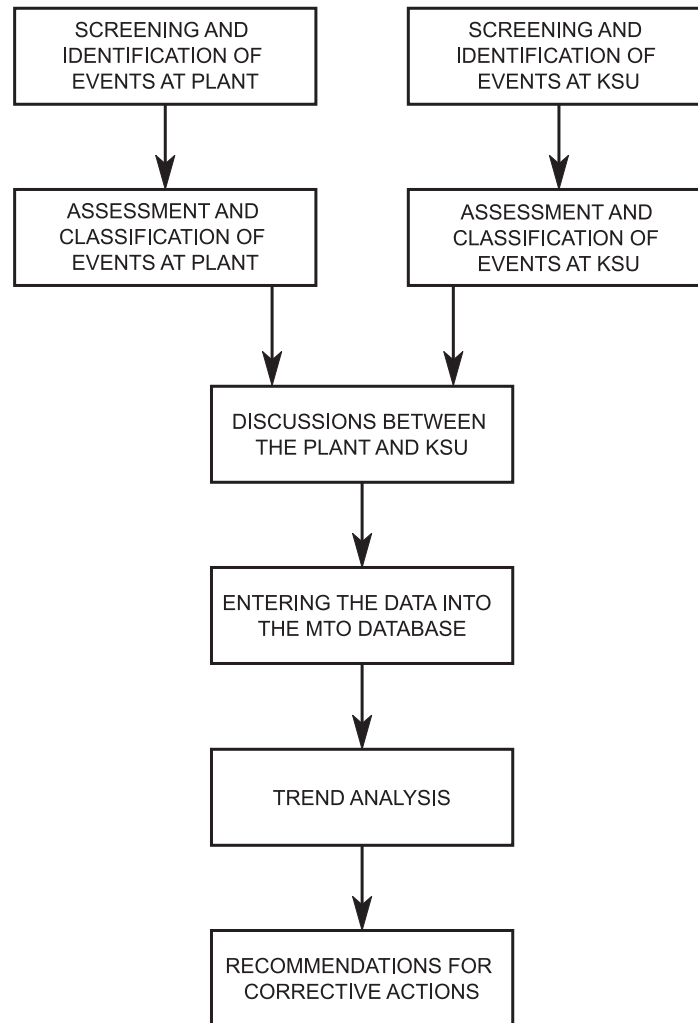 SCREENING AND
IDENTIFICATION OF
EVENTS AT PLANT
SCREENING AND
IDENTIFICATION OF
EVENTS AT KSU
ASSESSMENT AND
CLASSIFICATION OF
EVENTS AT PLANT
ASSESSMENT AND
CLASSIFICATION OF
EVENTS AT KSU
DISCUSSIONS BETWEEN
THE PLANT AND KSU
ENTERING THE DATA INTO
THE MTO DATABASE
TREND ANALYSIS
RECOMMENDATIONS FOR
CORRECTIVE ACTIONS